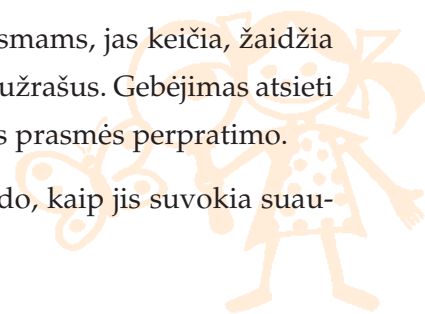 smams, jas keičia, žaidžia
užrašus. Gebėjimas atsieti
s prasmės perpratimo.
do, kaip jis suvokia suau-